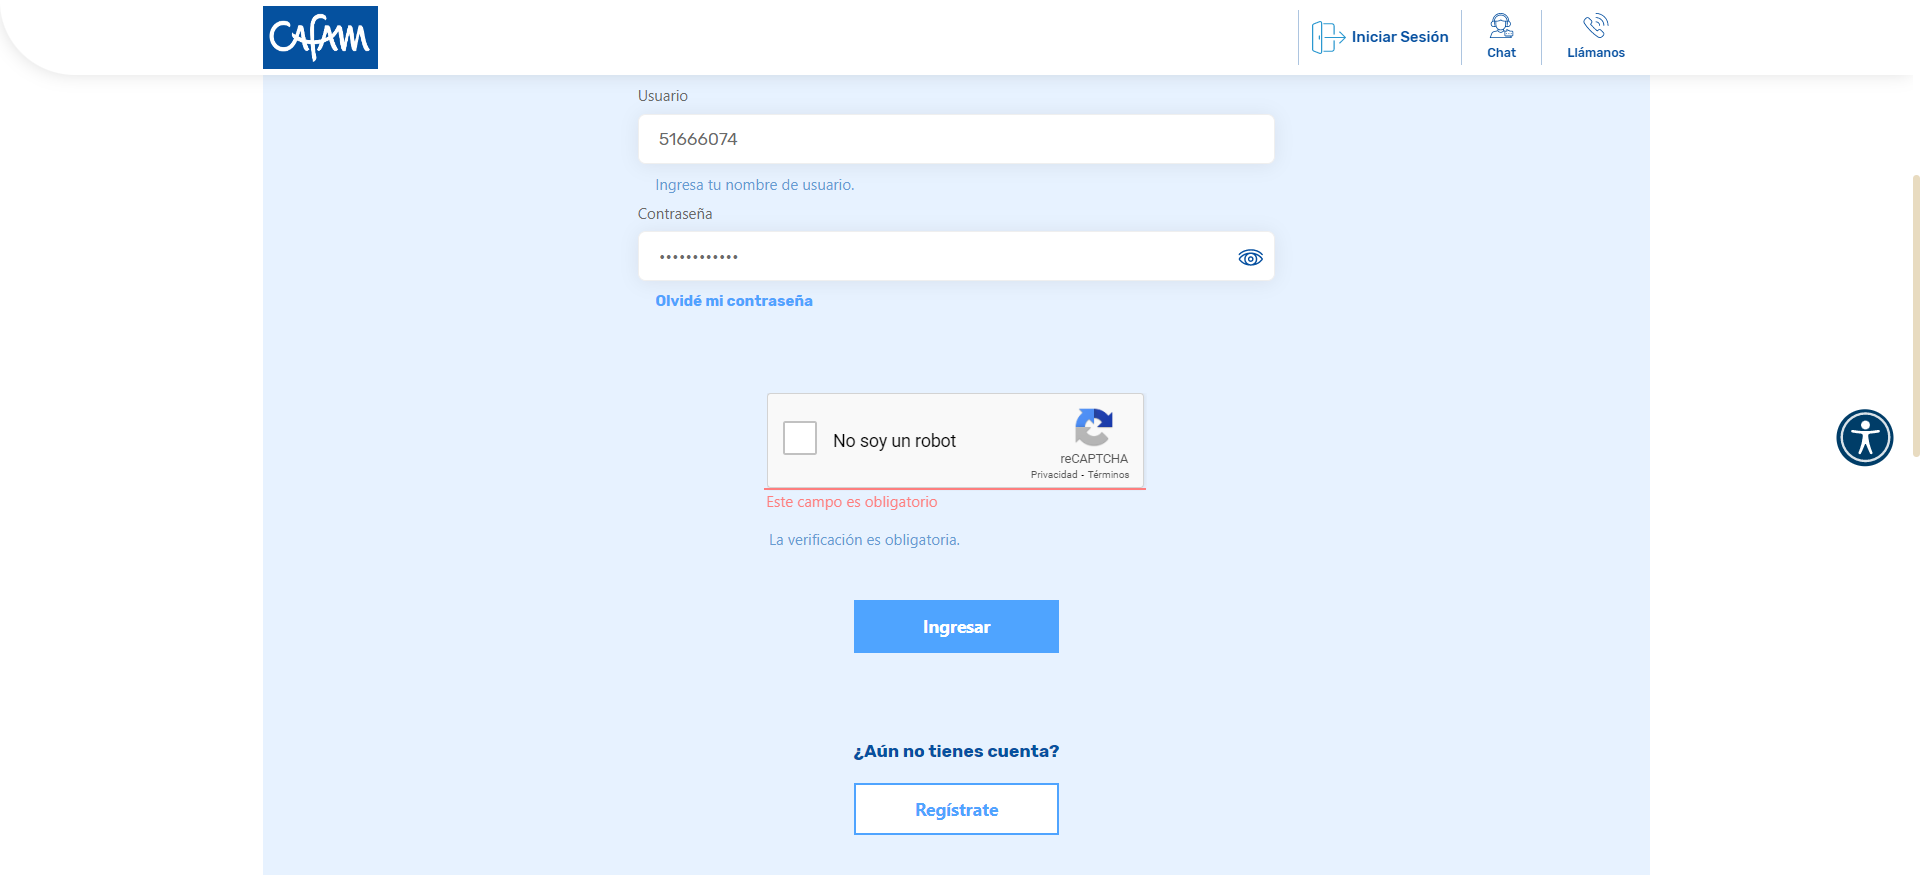 CAFAM
Iniciar Sesión
Chat
Llámanos
Usuario
51666074
Ingresa tu nombre de usuario.
Contraseña
••••••••••••
Olvidé mi contraseña
No soy un robot
reCAPTCHA
Privacidad - Términos
Este campo es obligatorio
La verificación es obligatoria.
Ingresar
¿Aún no tienes cuenta?
Regístrate